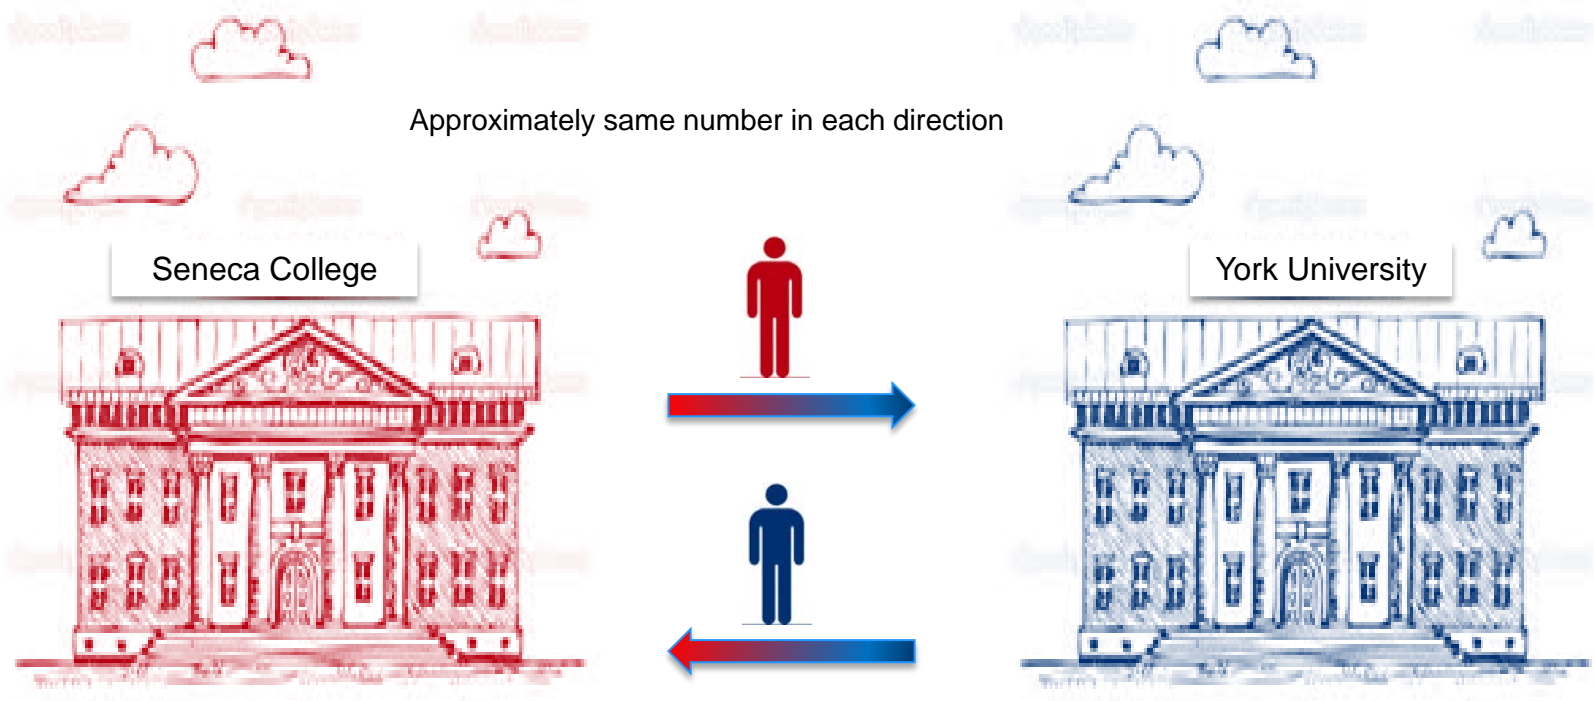 Approximately same number in each direction
Seneca College
York University